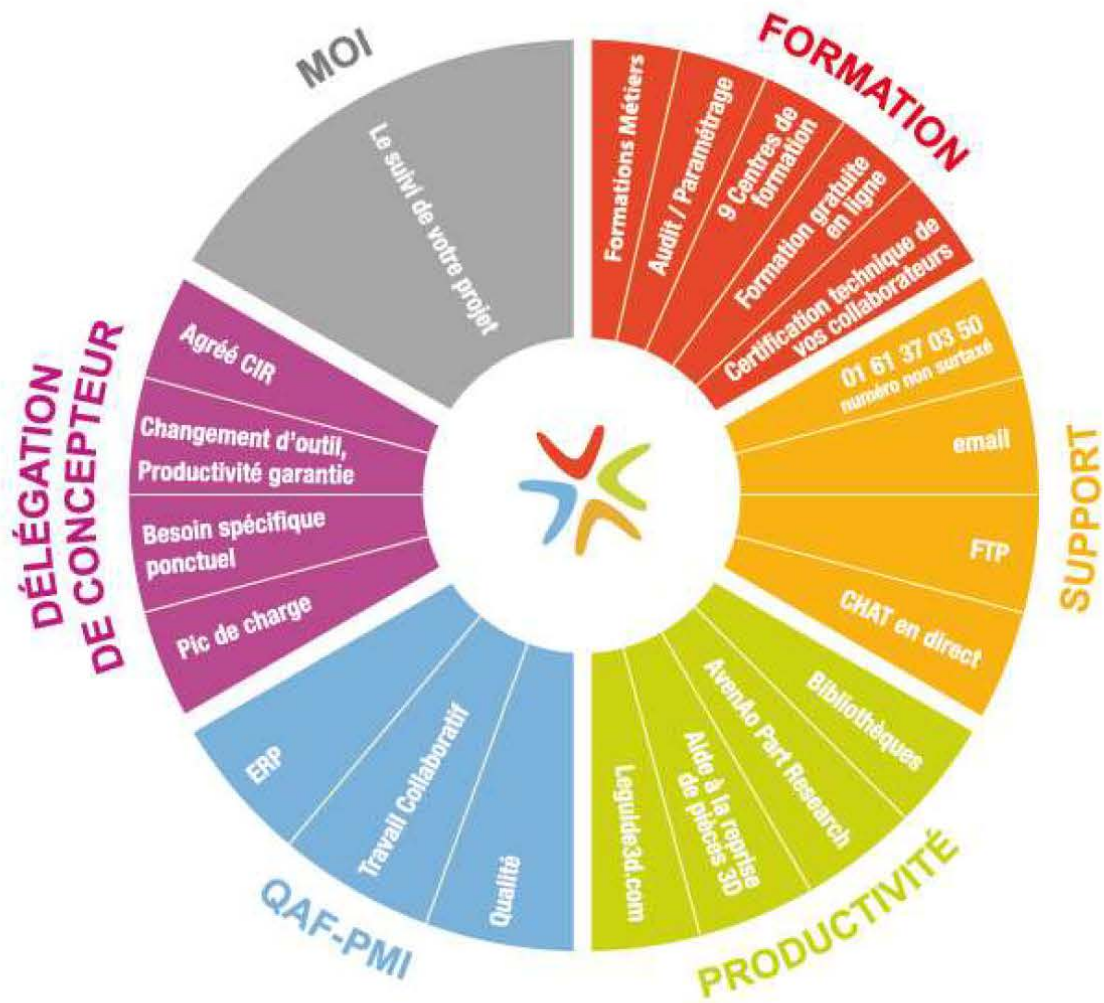 MOI
Le suivi de votre projet
FORMATION
Formations Métiers
Audit / Paramétrage
9 Centres de
formation
Formation gratuite
en ligne
Certification technique de
vos collaborateurs
SUPPORT
01 61 37 03 50
numéro non surtaxé
email
FTP
CHAT en direct
PRODUCTIVITÉ
Bibliothèques
AvenAo Part Research
Aide à la reprise
de pièces 3D
Leguide3d.com
QAF-PMI
Qualité
Travail Collaboratif
ERP
DÉLÉGATION
DE CONCEPTEUR
Agréé CIR
Changement d'outil,
Productivité garantie
Besoin spécifique
ponctuel
Pic de charge